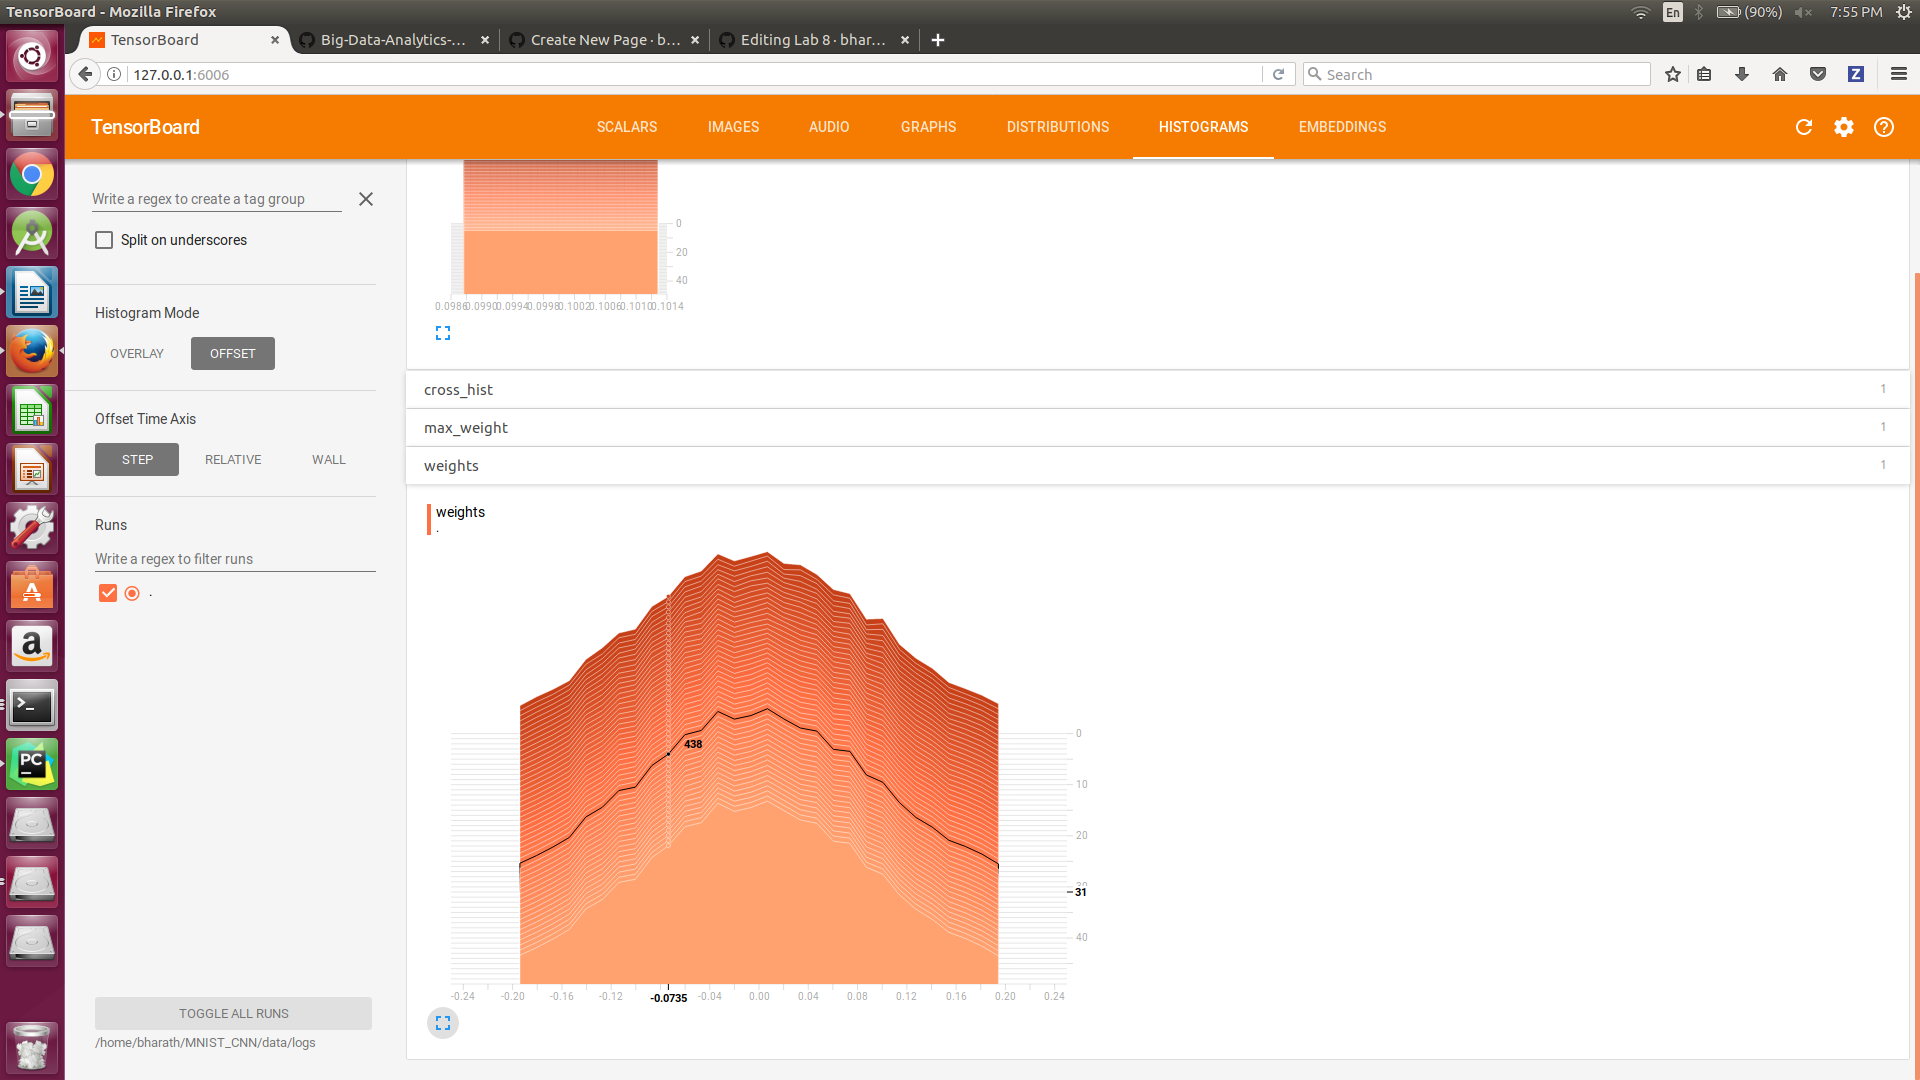 TensorBoard - Mozilla Firefox
En (90%) 7:55 PM
TensorBoard Big-Data-Analytics-... Create New Page · b... Editing Lab 8 · bhar...
127.0.0.1:6006 Search
TensorBoard SCALARS IMAGES AUDIO GRAPHS DISTRIBUTIONS HISTOGRAMS EMBEDDINGS
Write a regex to create a tag group
Split on underscores
Histogram Mode
OVERLAY OFFSET
Offset Time Axis
STEP RELATIVE WALL
Runs
Write a regex to filter runs
.
TOGGLE ALL RUNS
/home/bharath/MNIST_CNN/data/logs
0
20
40
0.0986 0.0990 0.0994 0.0998 0.1002 0.1006 0.1010 0.1014
cross_hist 1
max_weight 1
weights 1
weights
.
438
0
10
20
31
40
-0.24 -0.20 -0.16 -0.12 -0.0735 -0.04 0.00 0.04 0.08 0.12 0.16 0.20 0.24
PC
a
Z